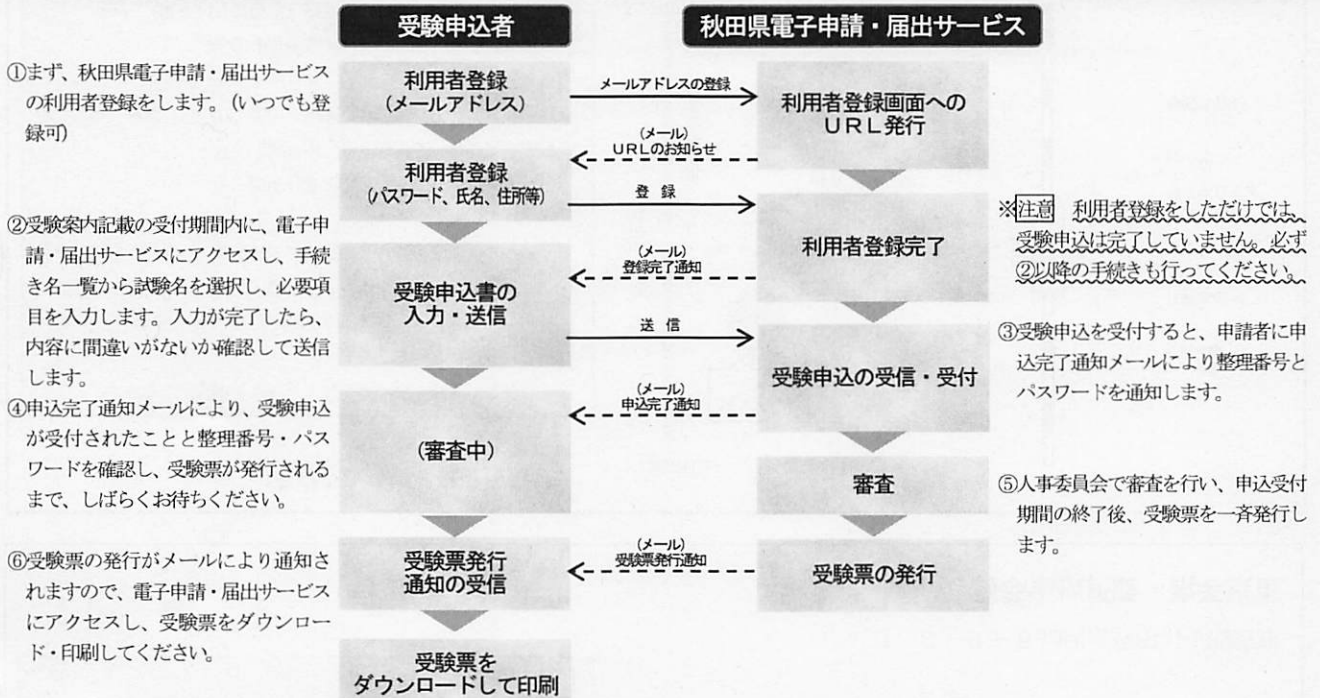 受験申込者
秋田県電子申請・届出サービス
①まず、秋田県電子申請・届出サービス
の利用者登録をします。(いつでも登
録可)
利用者登録
(メールアドレス)
メールアドレスの登録
利用者登録画面への
URL発行
(メール)
URLのお知らせ
利用者登録
(パスワード、氏名、住所等)
登 録
利用者登録完了
※注意 利用者登録をしただけでは、
受験申込は完了していません。必ず
②以降の手続きも行ってください。
②受験案内記載の受付期間内に、電子申
請・届出サービスにアクセスし、手続
き名一覧から試験名を選択し、必要項
目を入力します。入力が完了したら、
内容に間違いがないか確認して送信
します。
(メール)
登録完了通知
受験申込書の
入力・送信
送 信
受験申込の受信・受付
③受験申込を受付すると、申請者に申
込完了通知メールにより整理番号と
パスワードを通知します。
(メール)
申込完了通知
④申込完了通知メールにより、受験申込
が受付されたことと整理番号・パス
ワードを確認し、受験票が発行される
まで、しばらくお待ちください。
(審査中)
審査
⑤人事委員会で審査を行い、申込受付
期間の終了後、受験票を一斉発行し
ます。
⑥受験票の発行がメールにより通知さ
れますので、電子申請・届出サービス
にアクセスし、受験票をダウンロー
ド・印刷してください。
受験票発行
通知の受信
(メール)
受験票発行通知
受験票の発行
受験票を
ダウンロードして印刷